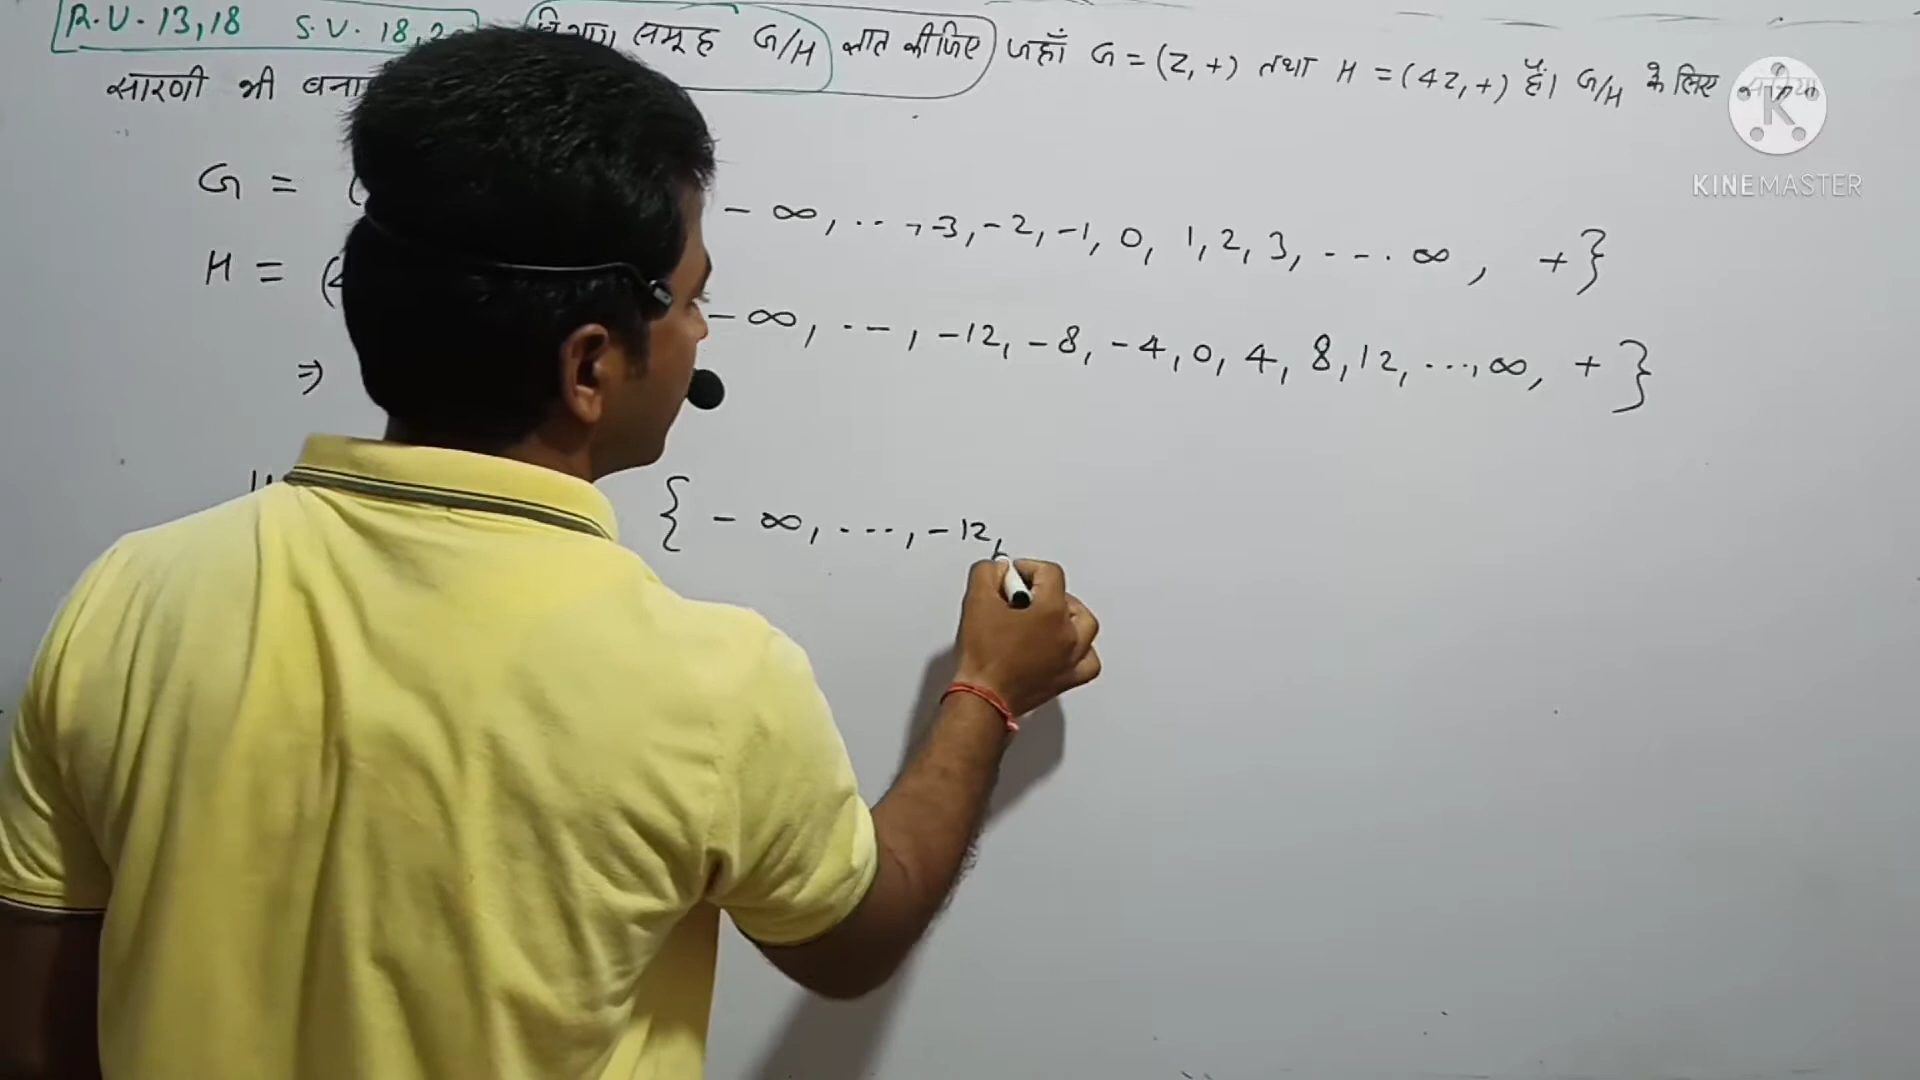 R.U. 13,18 S.U. 18, समूह G/H ज्ञात कीजिए जहाँ G = (Z, +) तथा H = (4Z, +) हैं। G/H के लिए
सारणी भी बना
KINEMASTER
G = ( - ∞, .. , -3, -2, -1, 0, 1, 2, 3, --. ∞, +}
H = ( - ∞, .-, -12, -8, -4, 0, 4, 8, 12, ..., ∞, +}
⇒
{ - ∞, ..., -12,